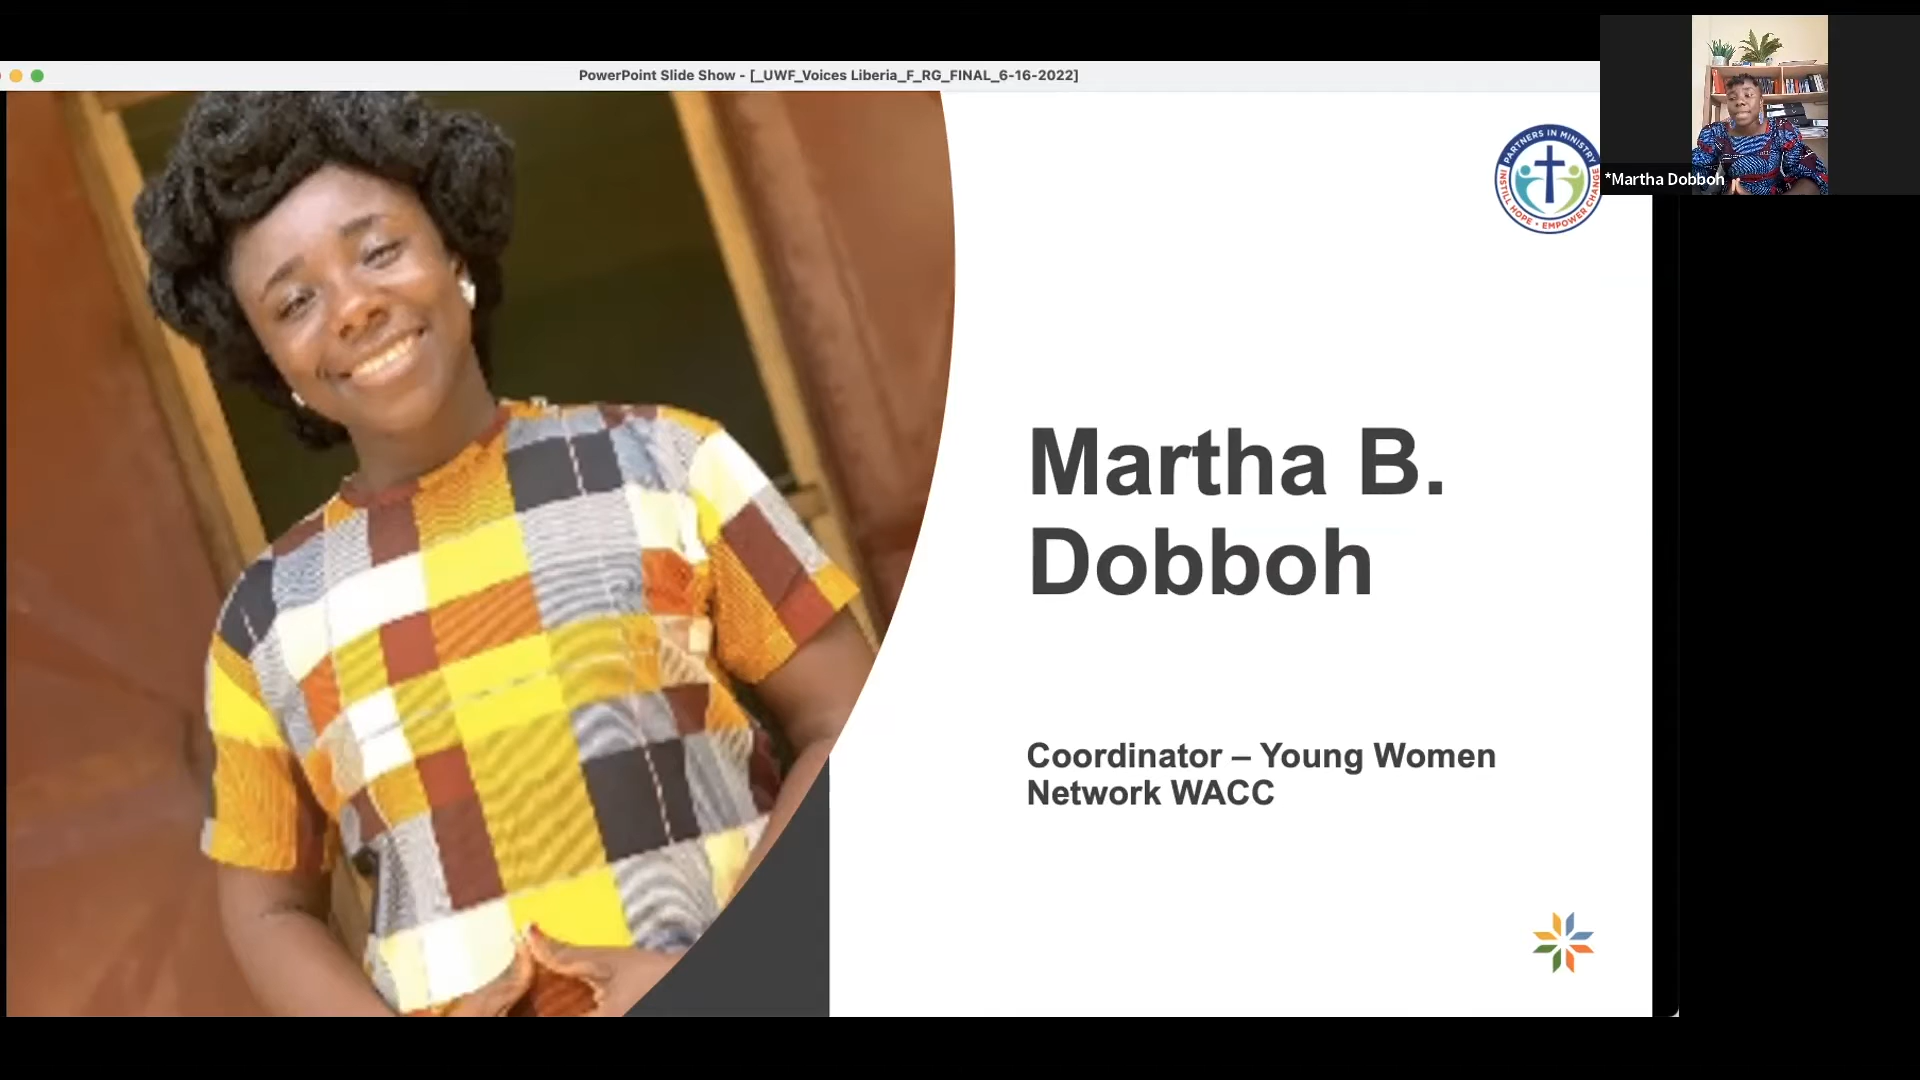 PowerPoint Slide Show - [_UWF_Voices Liberia_F_RG_FINAL_6-16-2022]
*Martha Dobboh
PARTNERS IN MINISTRY
INSTILL HOPE • EMPOWER CHANGE
Martha B.
Dobboh
Coordinator – Young Women
Network WACC